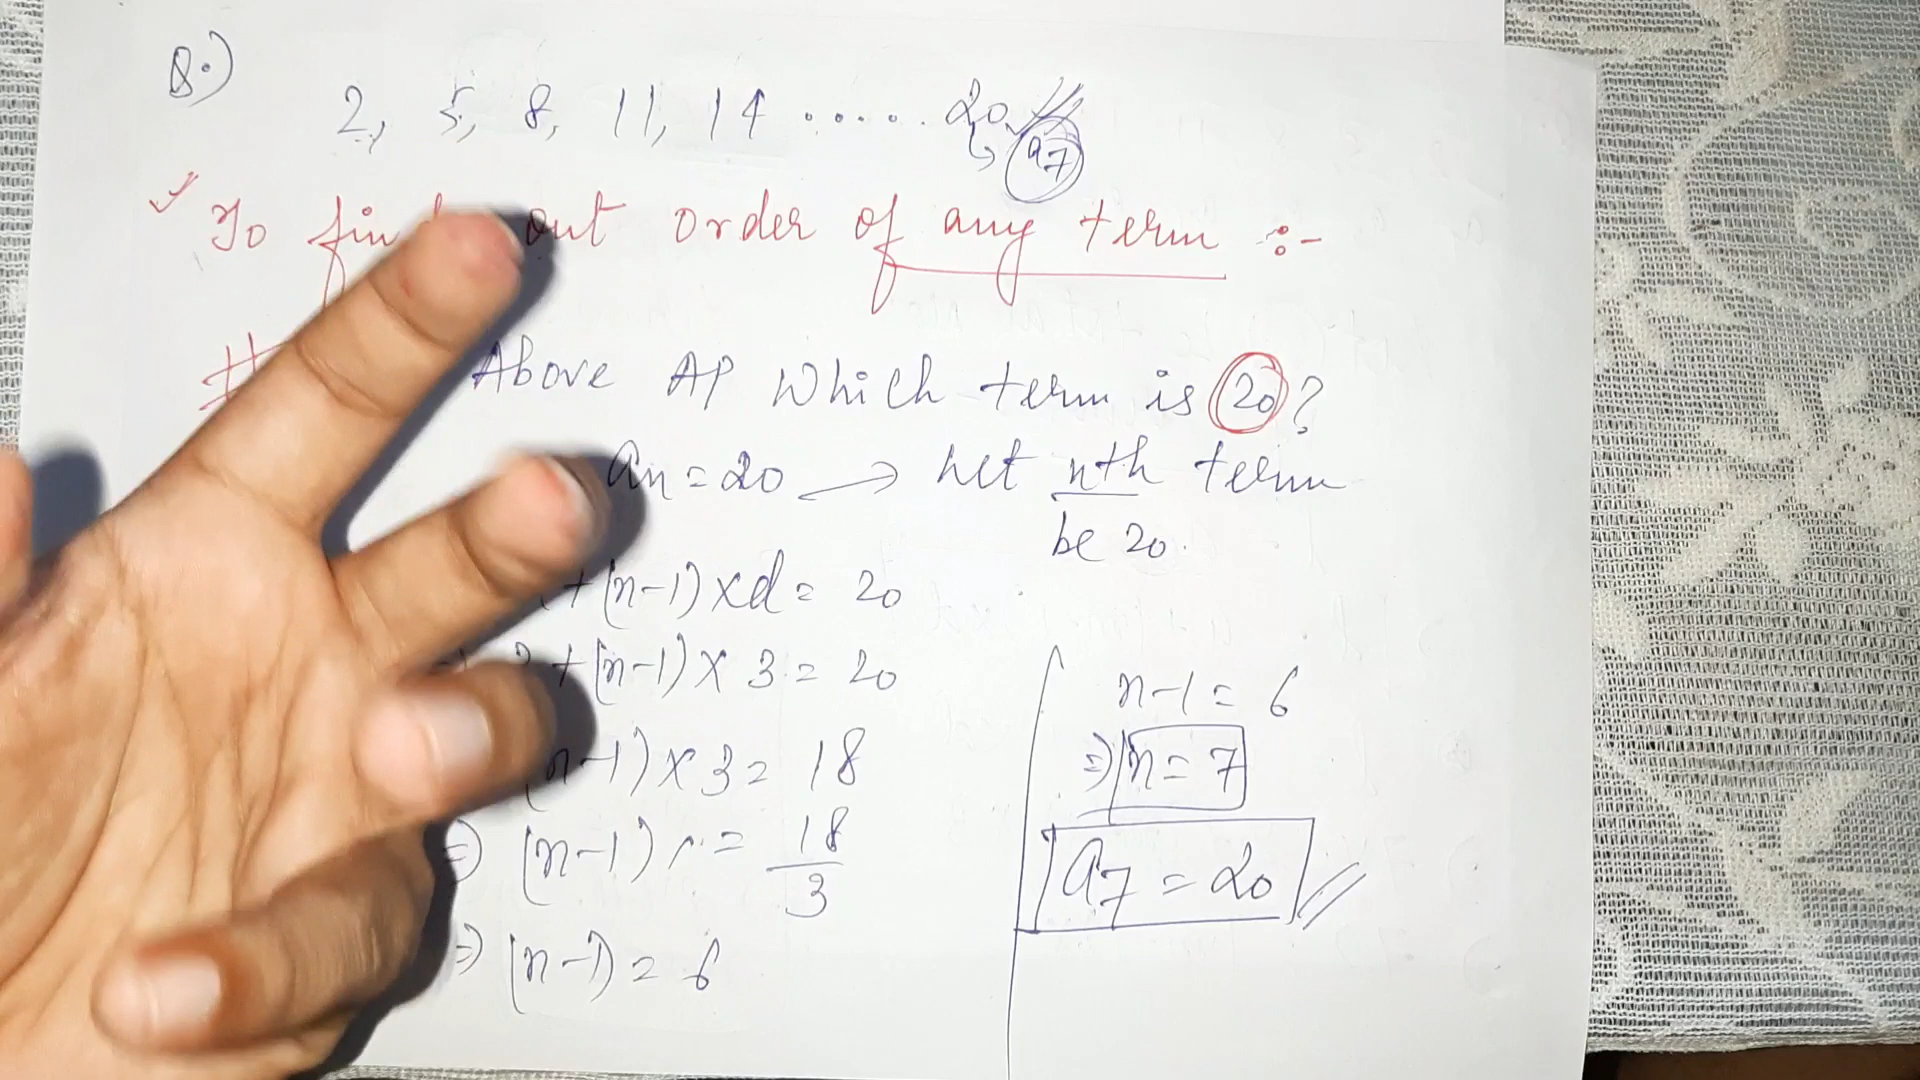 Q.)
2, 5, 8, 11, 14 ..... 20
a7
To find out order of any term :-
# Above AP Which term is 20?
an = 20 → Let nth term
be 20.
+ (n-1) x d = 20
2 + (n-1) x 3 = 20
(n-1) x 3 = 18
⇒ (n-1) = 18/3
⇒ (n-1) = 6
n-1 = 6
⇒ n = 7
a7 = 20